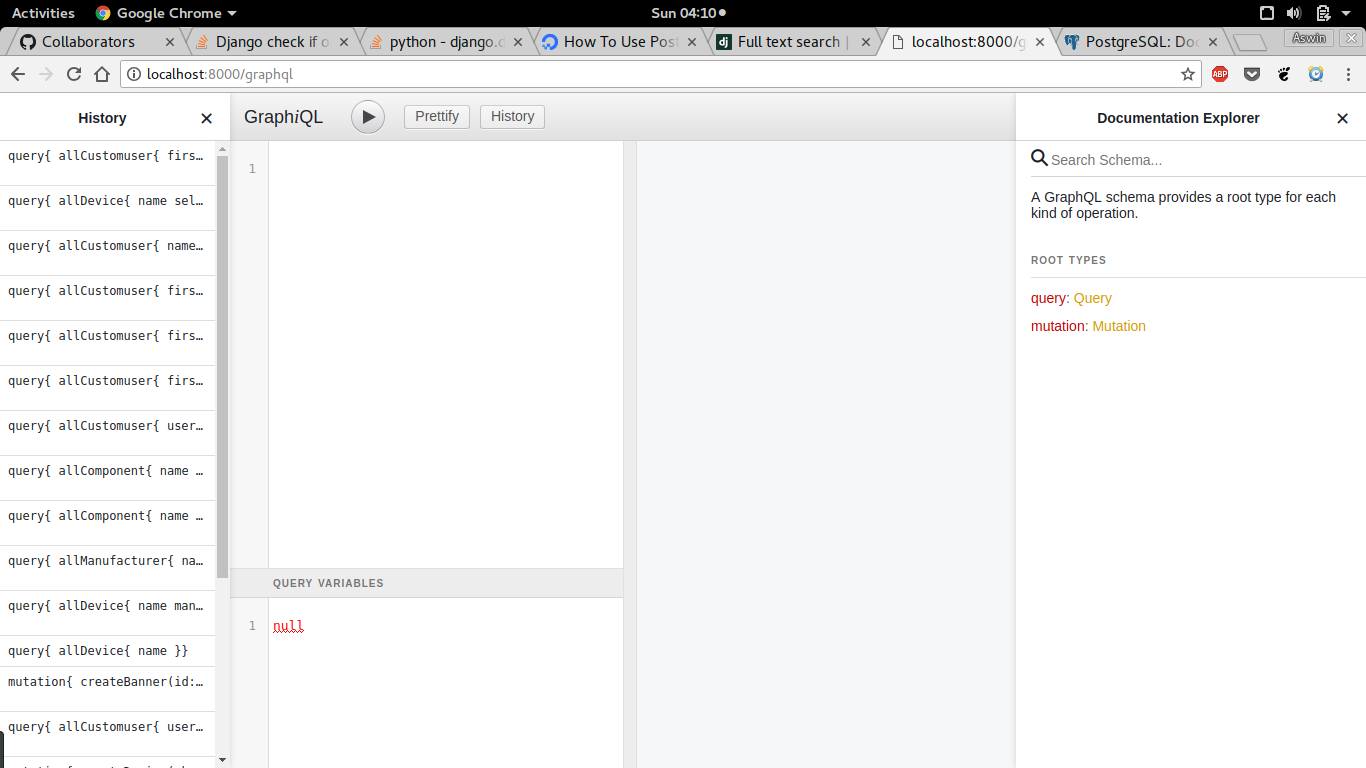 Activities Google Chrome Sun 04:10
Collaborators Django check if o python - django.d How To Use Post Full text search | localhost:8000/g PostgreSQL: Doc Aswin
localhost:8000/graphql ABP
History
query{ allCustomuser{ firs…
query{ allDevice{ name sel…
query{ allCustomuser{ name…
query{ allCustomuser{ firs…
query{ allCustomuser{ firs…
query{ allCustomuser{ firs…
query{ allCustomuser{ user…
query{ allComponent{ name …
query{ allComponent{ name …
query{ allManufacturer{ na…
query{ allDevice{ name man…
query{ allDevice{ name }}
mutation{ createBanner(id:…
query{ allCustomuser{ user…
GraphiQL Prettify History
1
QUERY VARIABLES
1 null
Documentation Explorer
Search Schema...
A GraphQL schema provides a root type for each
kind of operation.
ROOT TYPES
query: Query
mutation: Mutation